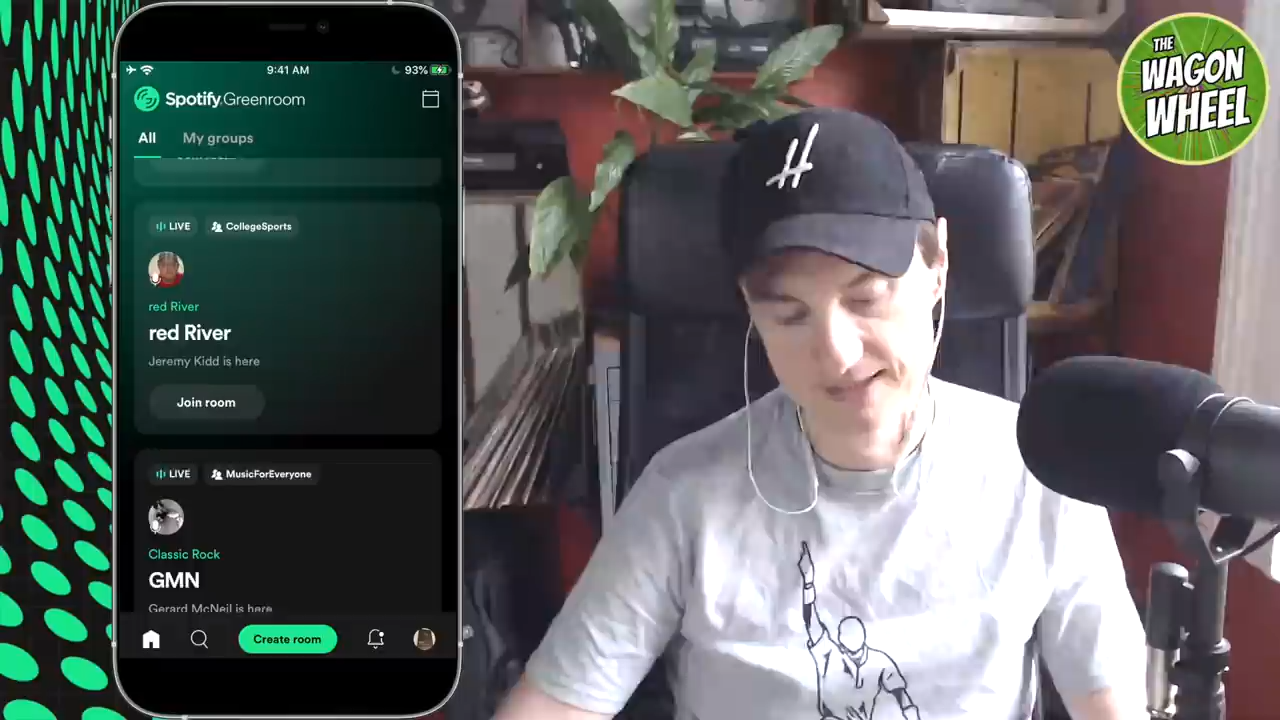 9:41 AM
93%
Spotify Greenroom
All
My groups
LIVE
CollegeSports
red River
red River
Jeremy Kidd is here
Join room
LIVE
MusicForEveryone
Classic Rock
GMN
Gerard McNeil is here
Create room
THE
WAGON
WHEEL
H